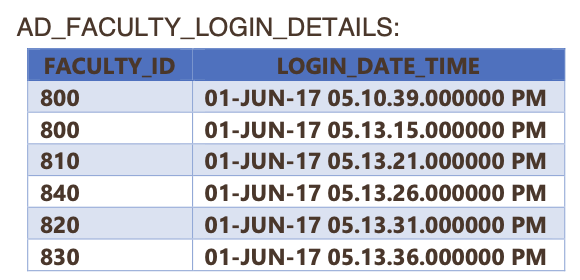 AD_FACULTY_LOGIN_DETAILS:
FACULTY_ID LOGIN_DATE_TIME
800 01-JUN-17 05.10.39.000000 PM
800 01-JUN-17 05.13.15.000000 PM
810 01-JUN-17 05.13.21.000000 PM
840 01-JUN-17 05.13.26.000000 PM
820 01-JUN-17 05.13.31.000000 PM
830 01-JUN-17 05.13.36.000000 PM